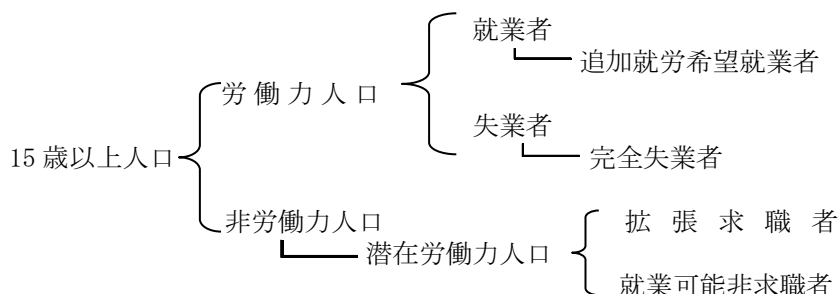 就業者
追加就労希望就業者
労働力人口
失業者
15歳以上人口
完全失業者
非労働力人口
拡張求職者
潜在労働力人口
就業可能非求職者